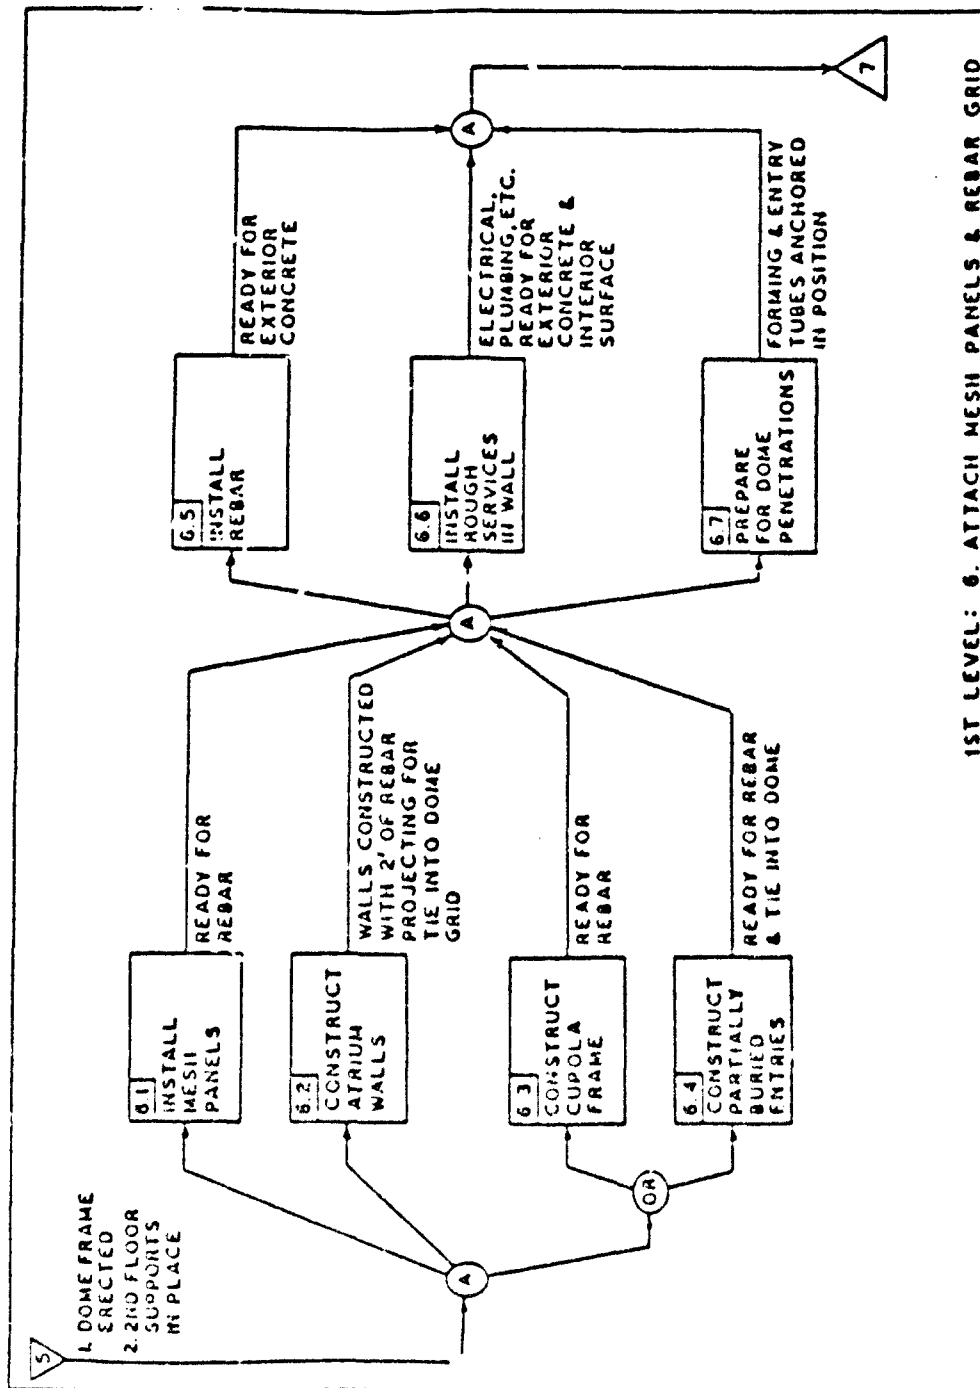 5
1. DOME FRAME
ERECTED
2. 2ND FLOOR
SUPPORTS
IN PLACE
A
OR
6.1
INSTALL
MESH
PANELS
READY FOR
REBAR
6.2
CONSTRUCT
ATRIUM
WALLS
WALLS CONSTRUCTED
WITH 2' OF REBAR
PROJECTING FOR
TIE INTO DOME
GRID
6.3
CONSTRUCT
CUPOLA
FRAME
READY FOR
REBAR
6.4
CONSTRUCT
PARTIALLY
BURIED
ENTRIES
READY FOR REBAR
& TIE INTO DOME
A
6.5
INSTALL
REBAR
READY FOR
EXTERIOR
CONCRETE
6.6
INSTALL
ROUGH
SERVICES
IN WALL
ELECTRICAL,
PLUMBING, ETC.
READY FOR
EXTERIOR
CONCRETE &
INTERIOR
SURFACE
6.7
PREPARE
FOR DOME
PENETRATIONS
FORMING & ENTRY
TUBES ANCHORED
IN POSITION
A
7
1ST LEVEL: 6. ATTACH MESH PANELS & REBAR GRID